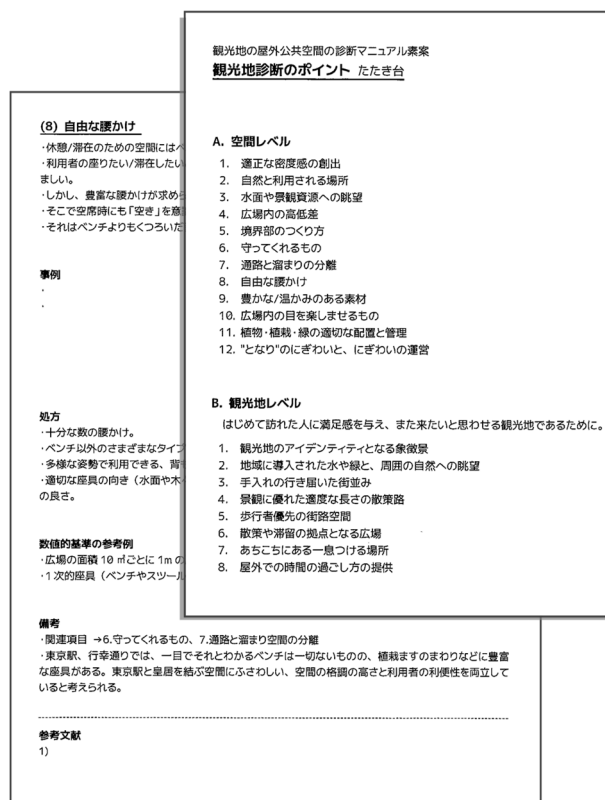 観光地の屋外公共空間の診断マニュアル素案
観光地診断のポイント たたき台
A. 空間レベル
1. 適正な密度感の創出
2. 自然と利用される場所
3. 水面や景観資源への眺望
4. 広場内の高低差
5. 境界部のつくり方
6. 守ってくれるもの
7. 通路と溜まりの分離
8. 自由な腰かけ
9. 豊かな/温かみのある素材
10. 広場内の目を楽しませるもの
11. 植物・植栽・緑の適切な配置と管理
12. "となり"のにぎわいと、にぎわいの運営
B. 観光地レベル
はじめて訪れた人に満足感を与え、また来たいと思わせる観光地であるために。
1. 観光地のアイデンティティとなる象徴景
2. 地域に導入された水や緑と、周囲の自然への眺望
3. 手入れの行き届いた街並み
4. 景観に優れた適度な長さの散策路
5. 歩行者優先の街路空間
6. 散策や滞留の拠点となる広場
7. あちこちにある一息つける場所
8. 屋外での時間の過ごし方の提供
(8) 自由な腰かけ
・休憩/滞在のための空間には
・利用者の座りたい/滞在したい
ましい。
・しかし、豊富な腰かけが求め
・そこで空席時にも「空き」を意
・それはベンチよりもくつろいだ
事例
・
・
処方
・十分な数の腰かけ。
・ベンチ以外のさまざまなタイプ
・多様な姿勢で利用できる、背
・適切な座具の向き（水面や木
の良さ。
数値的基準の参考例
・広場の面積 10 ㎡ごとに 1m の
・1 次的座具（ベンチやスツール
備考
・関連項目 →6.守ってくれるもの、7.通路と溜まり空間の分離
・東京駅、行幸通りでは、一目でそれとわかるベンチは一切ないものの、植栽ますのまわりなどに豊富
な座具がある。東京駅と皇居を結ぶ空間にふさわしい、空間の格調の高さと利用者の利便性を両立して
いると考えられる。
参考文献
1)